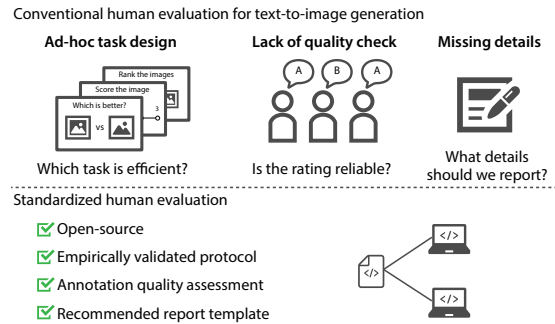 Conventional human evaluation for text-to-image generation
Ad-hoc task design
Lack of quality check
Missing details
Rank the images
Score the image
Which is better?
vs
3
A
B
A
Which task is efficient?
Is the rating reliable?
What details
should we report?
Standardized human evaluation
Open-source
Empirically validated protocol
Annotation quality assessment
Recommended report template
</>
</>
</>